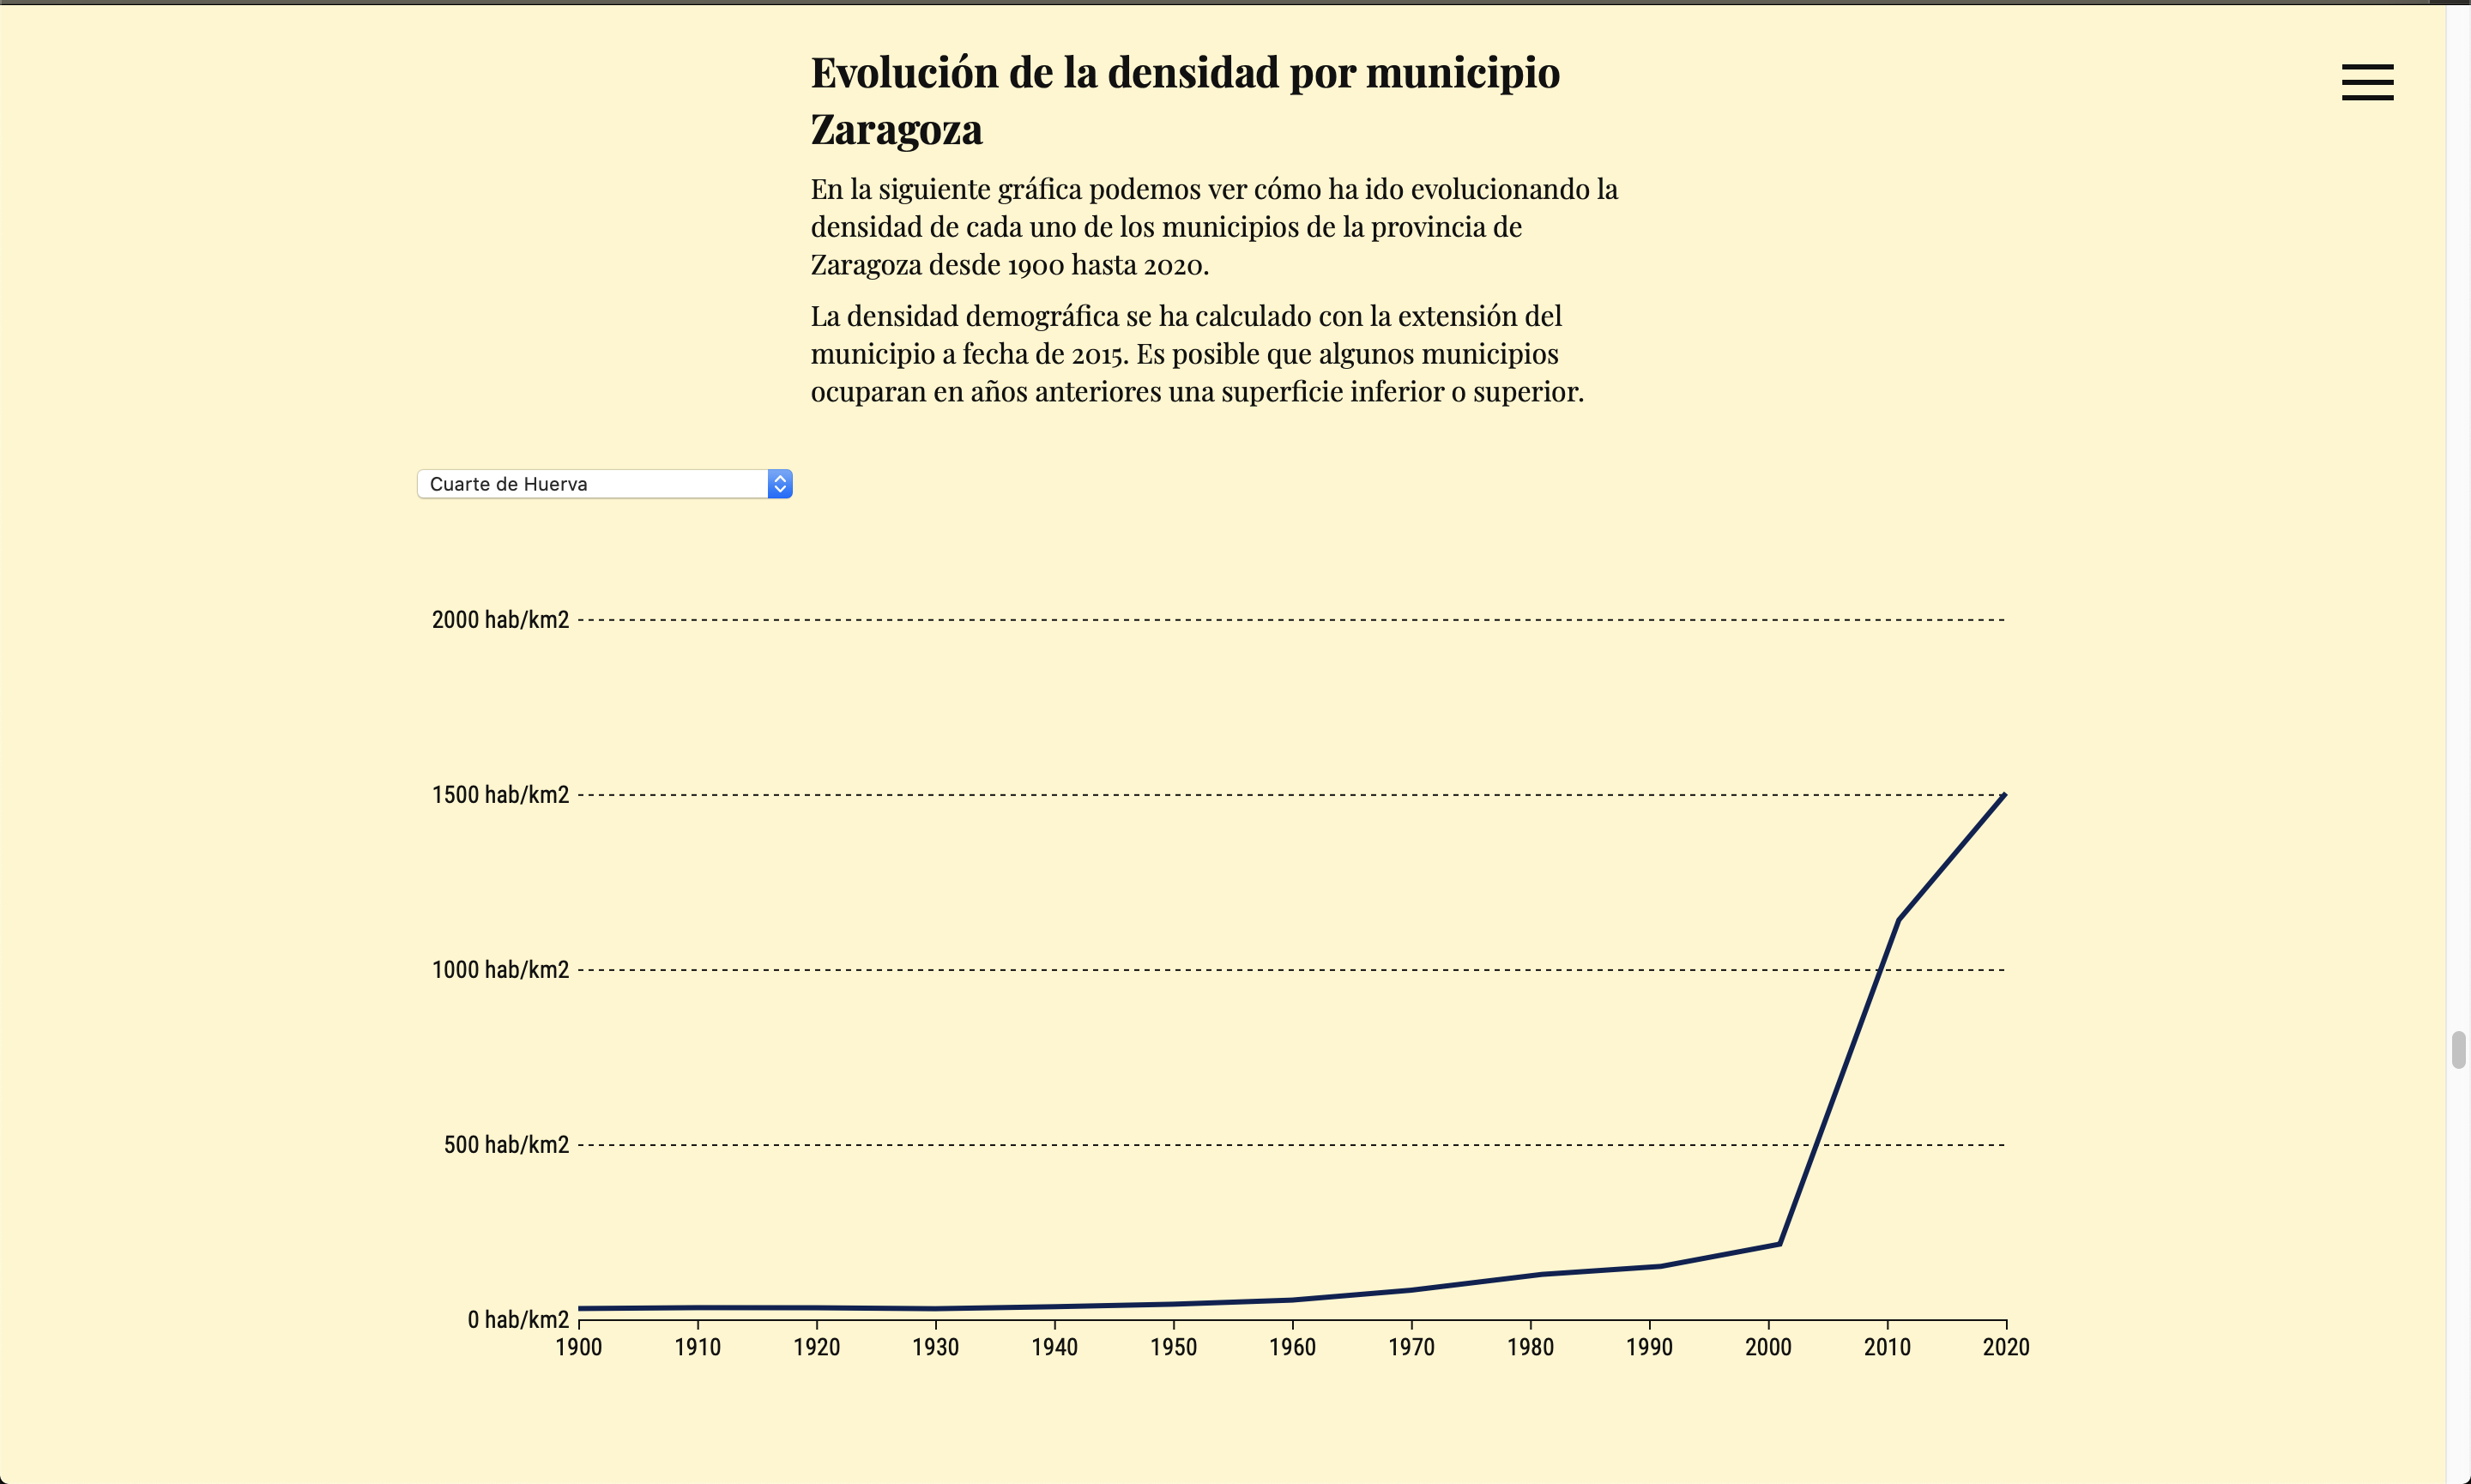 Evolución de la densidad por municipio
Zaragoza
En la siguiente gráfica podemos ver cómo ha ido evolucionando la
densidad de cada uno de los municipios de la provincia de
Zaragoza desde 1900 hasta 2020.
La densidad demográfica se ha calculado con la extensión del
municipio a fecha de 2015. Es posible que algunos municipios
ocuparan en años anteriores una superficie inferior o superior.
Cuarte de Huerva
2000 hab/km2
1500 hab/km2
1000 hab/km2
500 hab/km2
0 hab/km2
1900 1910 1920 1930 1940 1950 1960 1970 1980 1990 2000 2010 2020